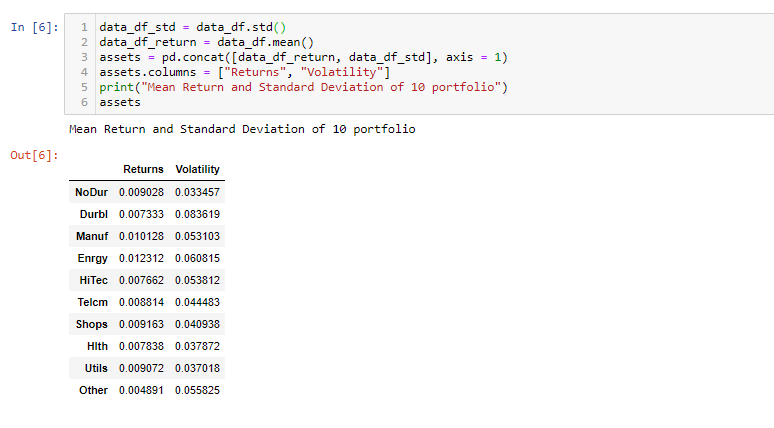 In [6]:
1 data_df_std = data_df.std()
2 data_df_return = data_df.mean()
3 assets = pd.concat([data_df_return, data_df_std], axis = 1)
4 assets.columns = ["Returns", "Volatility"]
5 print("Mean Return and Standard Deviation of 10 portfolio")
6 assets
Mean Return and Standard Deviation of 10 portfolio
Out[6]:
Returns Volatility
NoDur 0.009028 0.033457
Durbl 0.007333 0.083619
Manuf 0.010128 0.053103
Enrgy 0.012312 0.060815
HiTec 0.007662 0.053812
Telcm 0.008814 0.044483
Shops 0.009163 0.040938
Hlth 0.007838 0.037872
Utils 0.009072 0.037018
Other 0.004891 0.055825